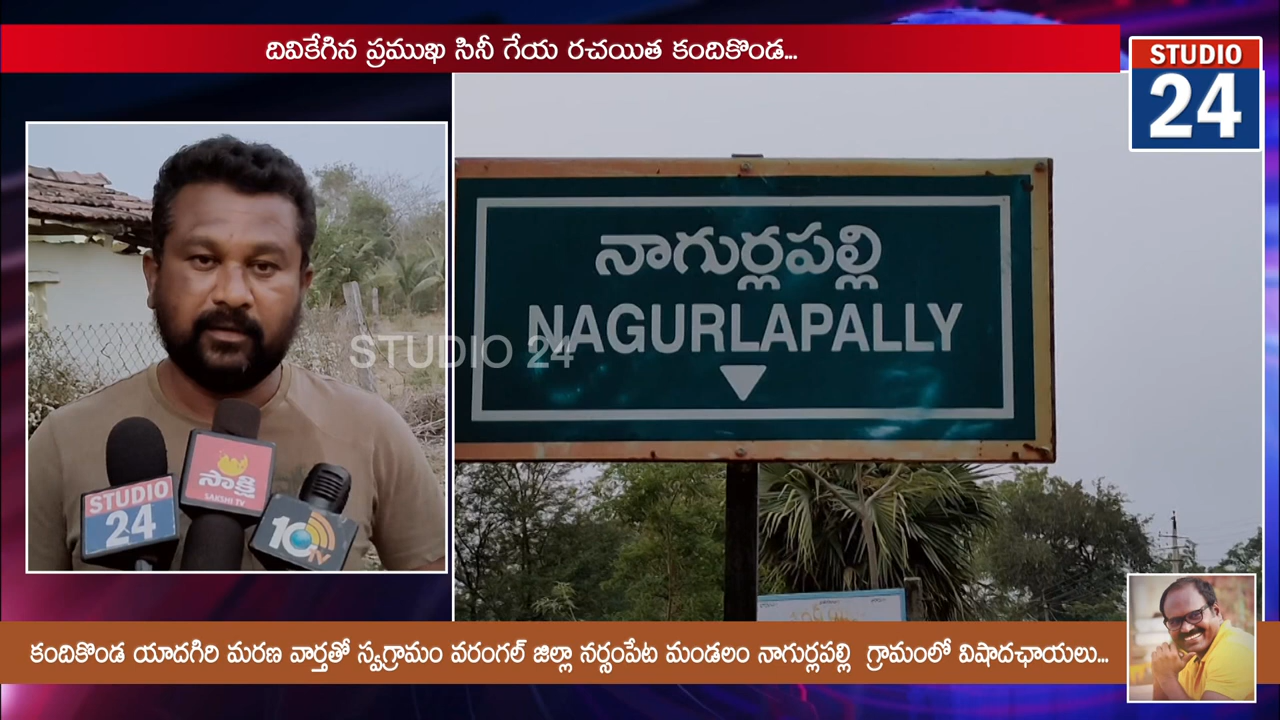 దివికేగిన ప్రముఖ సినీ గేయ రచయిత కందికొండ...
STUDIO
24
నాగుర్లపల్లి
NAGURLAPALLY
STUDIO 24
సాక్షి
SAKSHI TV
STUDIO
24
10TV
కందికొండ యాదగిరి మరణ వార్తతో స్వగ్రామం వరంగల్ జిల్లా నర్సంపేట మండలం నాగుర్లపల్లి గ్రామంలో విషాదఛాయలు...